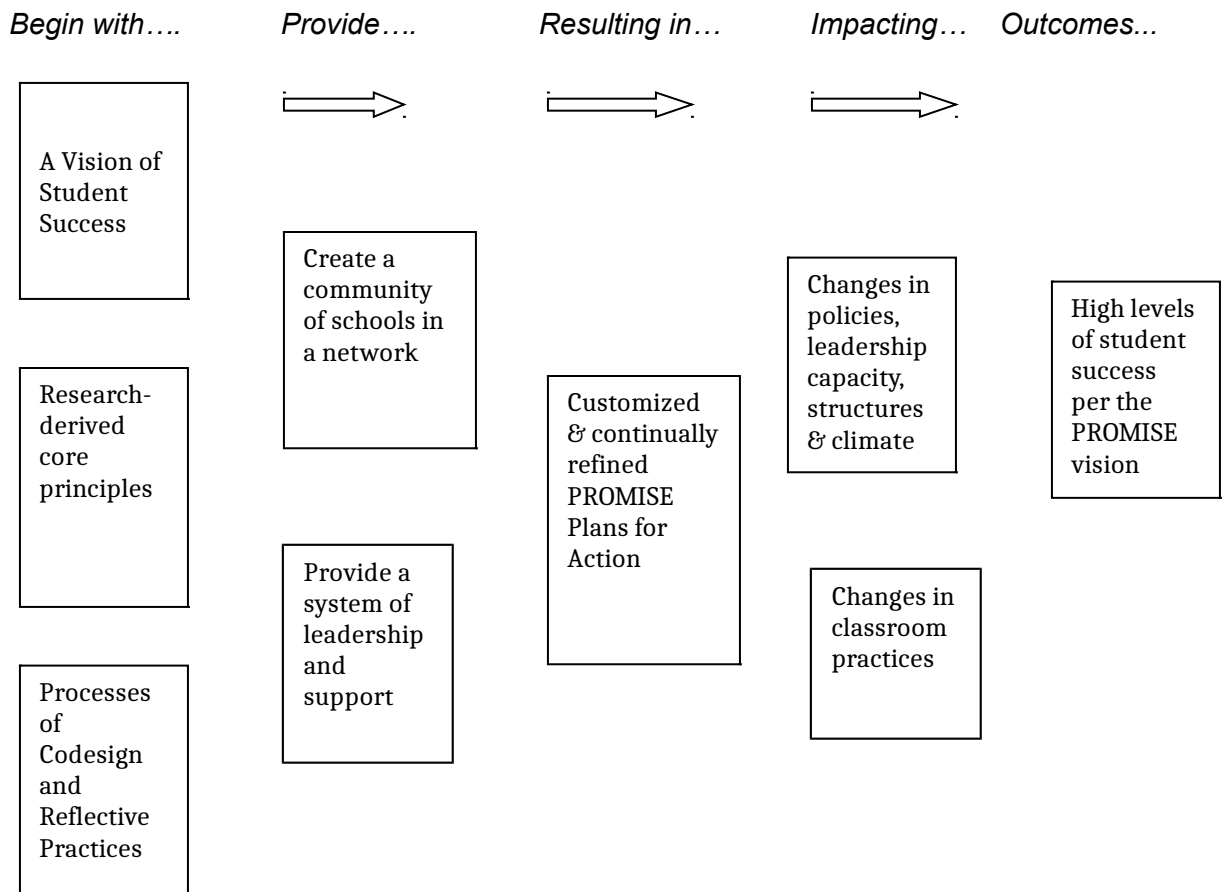 Begin with….
Provide….
Resulting in…
Impacting…
Outcomes...
A Vision of
Student
Success
Research-
derived
core
principles
Processes
of
Codesign
and
Reflective
Practices
Create a
community
of schools in
a network
Provide a
system of
leadership
and
support
Customized
& continually
refined
PROMISE
Plans for
Action
Changes in
policies,
leadership
capacity,
structures
& climate
Changes in
classroom
practices
High levels
of student
success
per the
PROMISE
vision